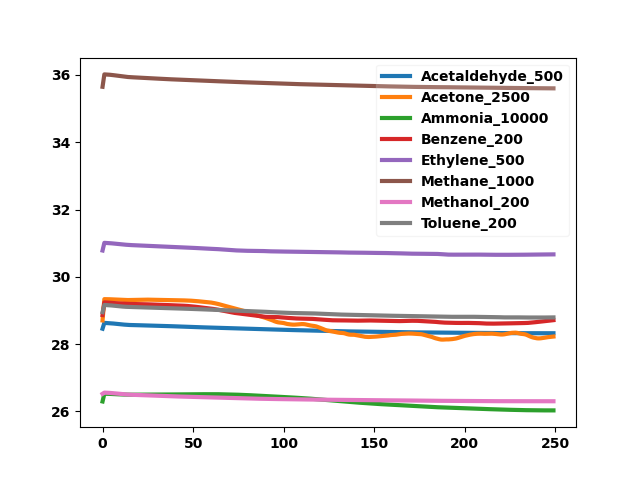 36
34
32
30
28
26
0
50
100
150
200
250
Acetaldehyde_500
Acetone_2500
Ammonia_10000
Benzene_200
Ethylene_500
Methane_1000
Methanol_200
Toluene_200